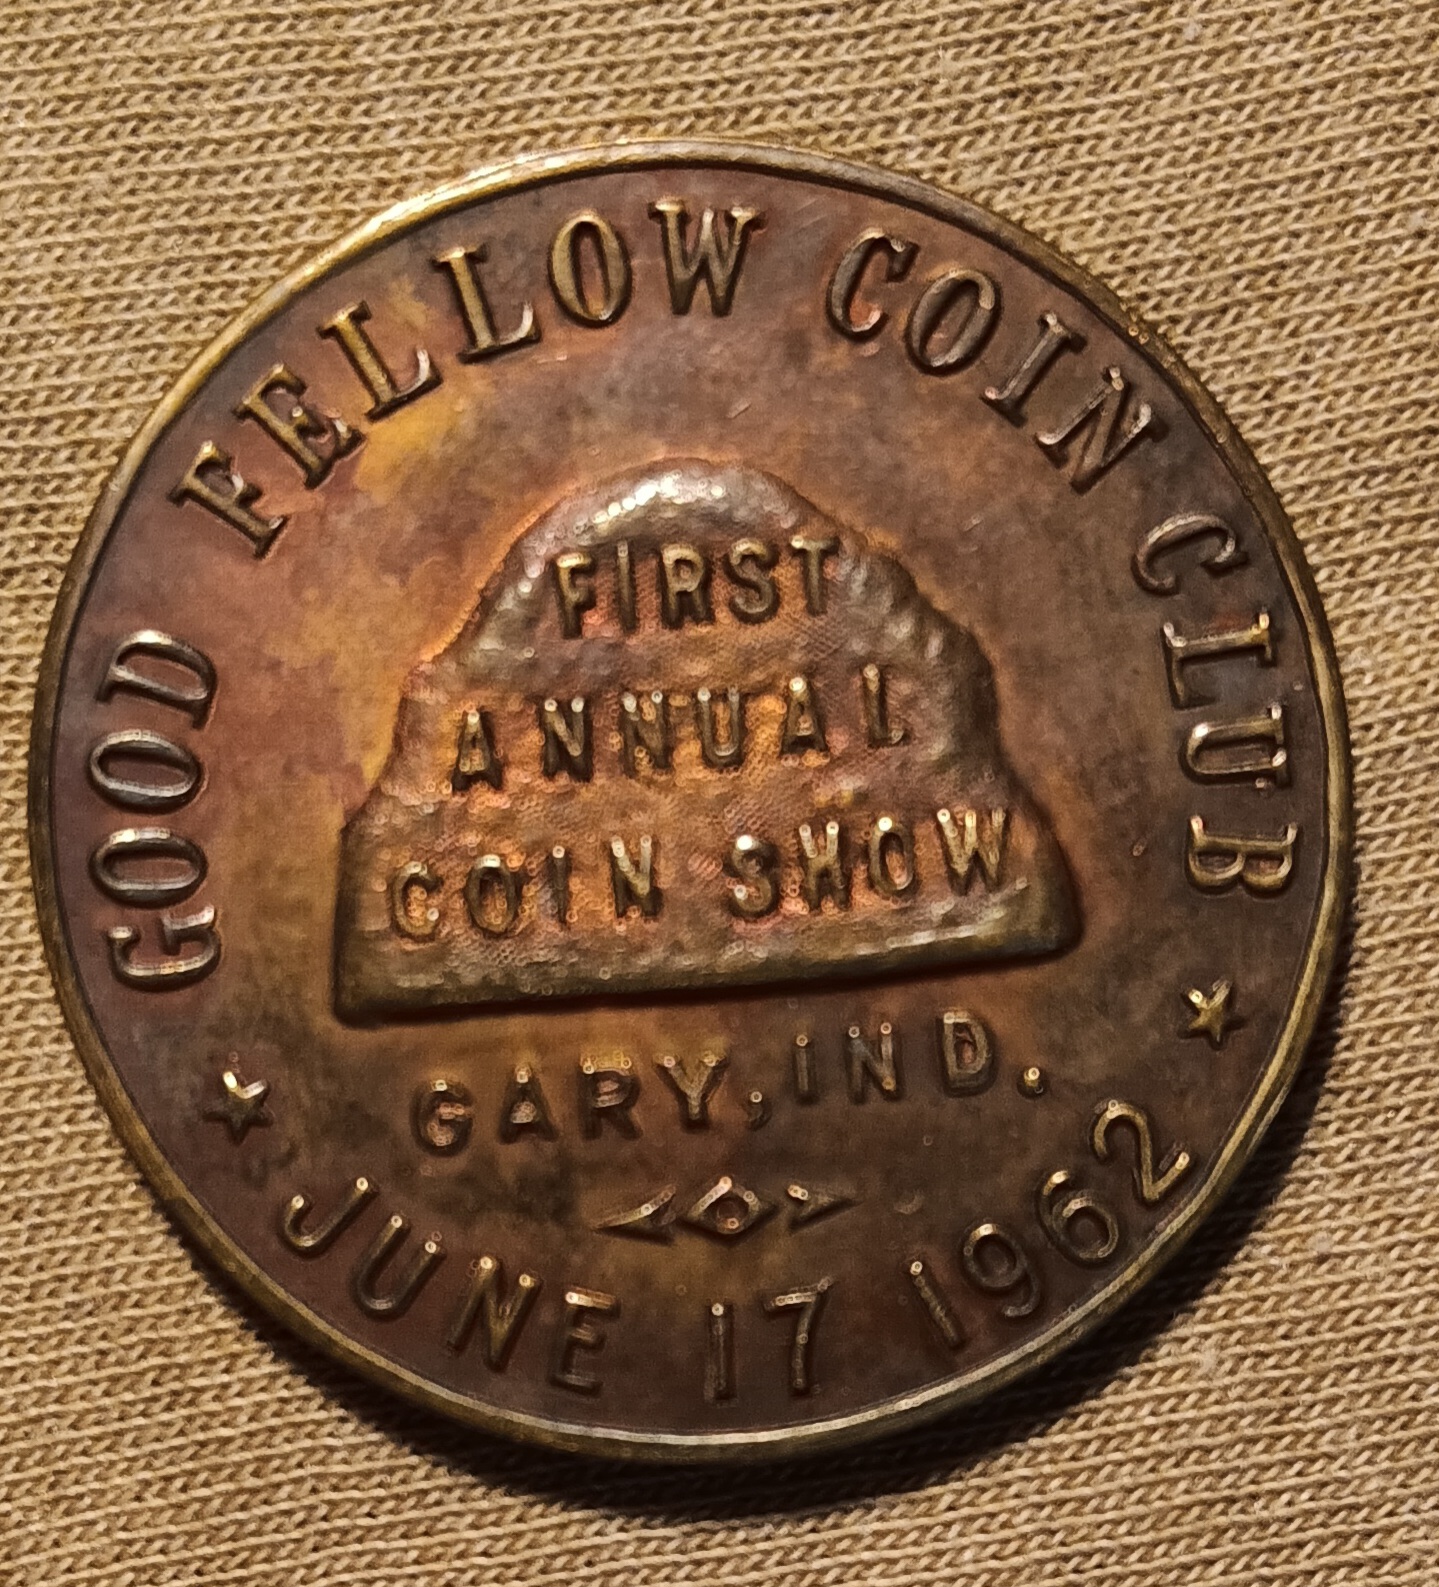 GOOD FELLOW COIN CLUB
FIRST
ANNUAL
COIN SHOW
GARY, IND.
JUNE 17 1962